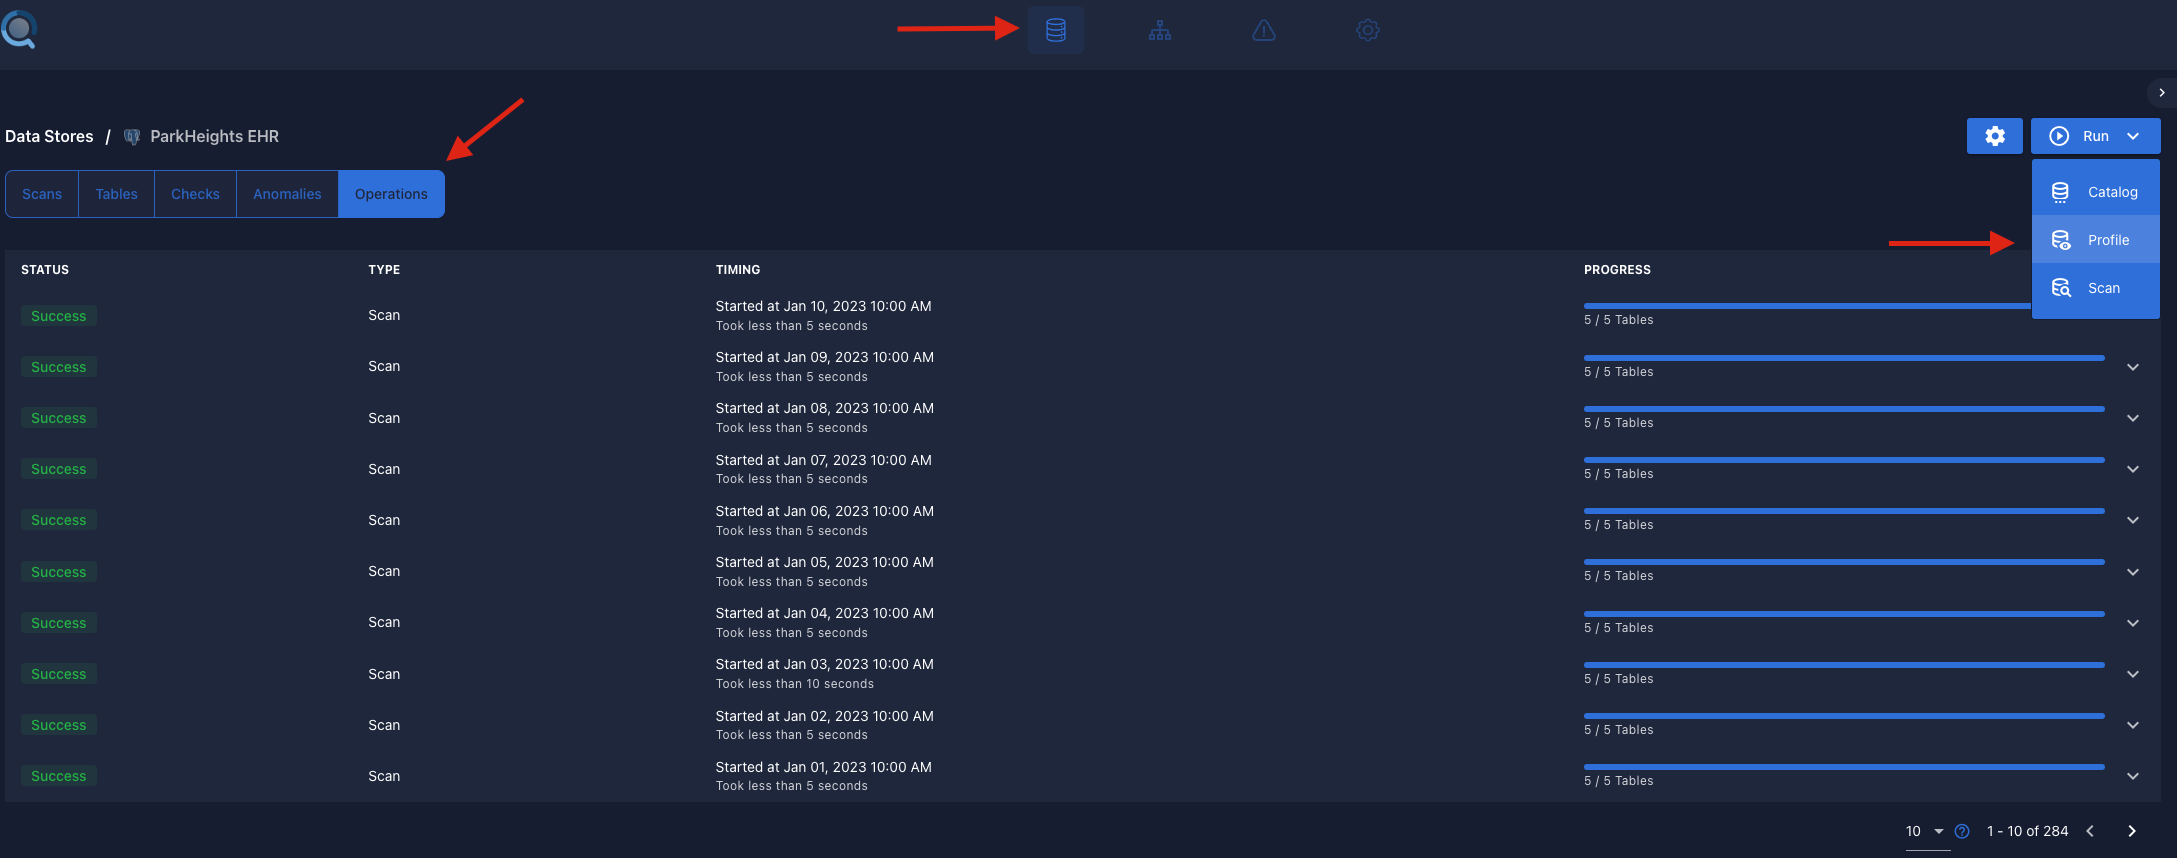 Data Stores / ParkHeights EHR
Run
Catalog
Profile
Scan
Scans Tables Checks Anomalies Operations
STATUS TYPE TIMING PROGRESS
Success Scan Started at Jan 10, 2023 10:00 AM
Took less than 5 seconds
5 / 5 Tables
Success Scan Started at Jan 09, 2023 10:00 AM
Took less than 5 seconds
5 / 5 Tables
Success Scan Started at Jan 08, 2023 10:00 AM
Took less than 5 seconds
5 / 5 Tables
Success Scan Started at Jan 07, 2023 10:00 AM
Took less than 5 seconds
5 / 5 Tables
Success Scan Started at Jan 06, 2023 10:00 AM
Took less than 5 seconds
5 / 5 Tables
Success Scan Started at Jan 05, 2023 10:00 AM
Took less than 5 seconds
5 / 5 Tables
Success Scan Started at Jan 04, 2023 10:00 AM
Took less than 5 seconds
5 / 5 Tables
Success Scan Started at Jan 03, 2023 10:00 AM
Took less than 10 seconds
5 / 5 Tables
Success Scan Started at Jan 02, 2023 10:00 AM
Took less than 5 seconds
5 / 5 Tables
Success Scan Started at Jan 01, 2023 10:00 AM
Took less than 5 seconds
5 / 5 Tables
10 1 - 10 of 284